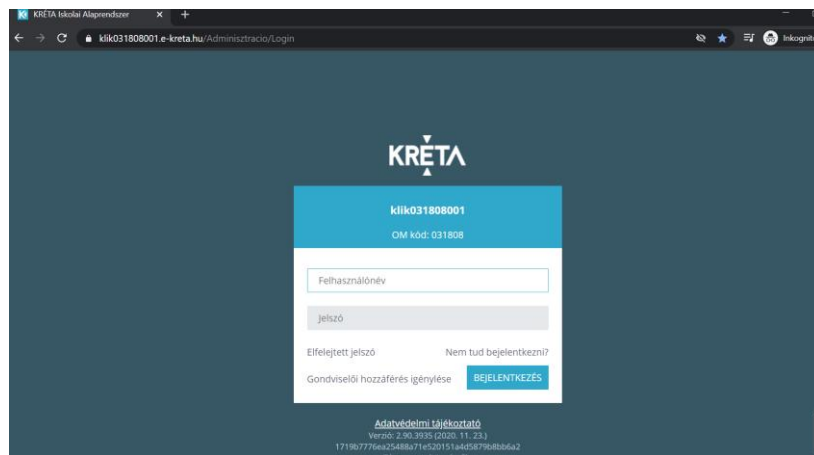 KRÉTA Iskolai Alaprendszer
klik031808001.e-kreta.hu/Adminisztracio/Login
Inkognitó
KRÉTA
klik031808001
OM kód: 031808
Felhasználónév
Jelszó
Elfelejtett jelszó Nem tud bejelentkezni?
Gondviselői hozzáférés igénylése BEJELENTKEZÉS
Adatvédelmi tájékoztató
Verzió: 2.90.3935 (2020. 11. 23.)